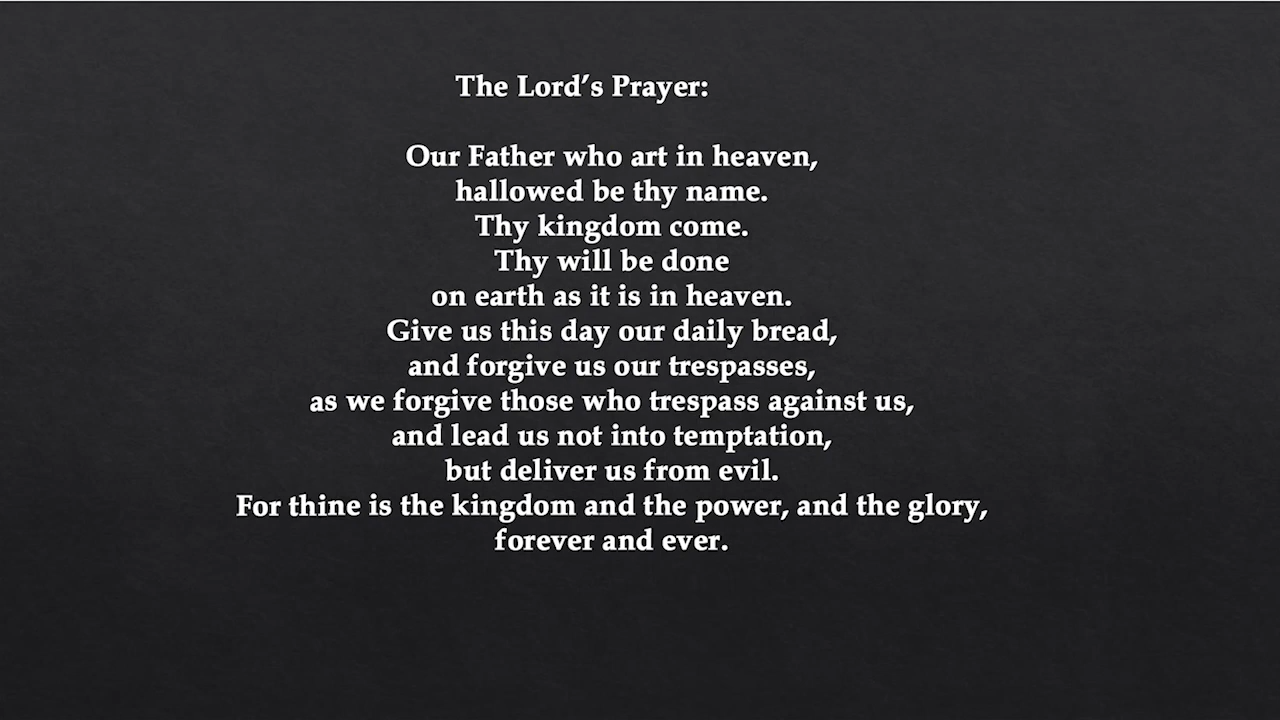 The Lord’s Prayer:
Our Father who art in heaven,
hallowed be thy name.
Thy kingdom come.
Thy will be done
on earth as it is in heaven.
Give us this day our daily bread,
and forgive us our trespasses,
as we forgive those who trespass against us,
and lead us not into temptation,
but deliver us from evil.
For thine is the kingdom and the power, and the glory,
forever and ever.